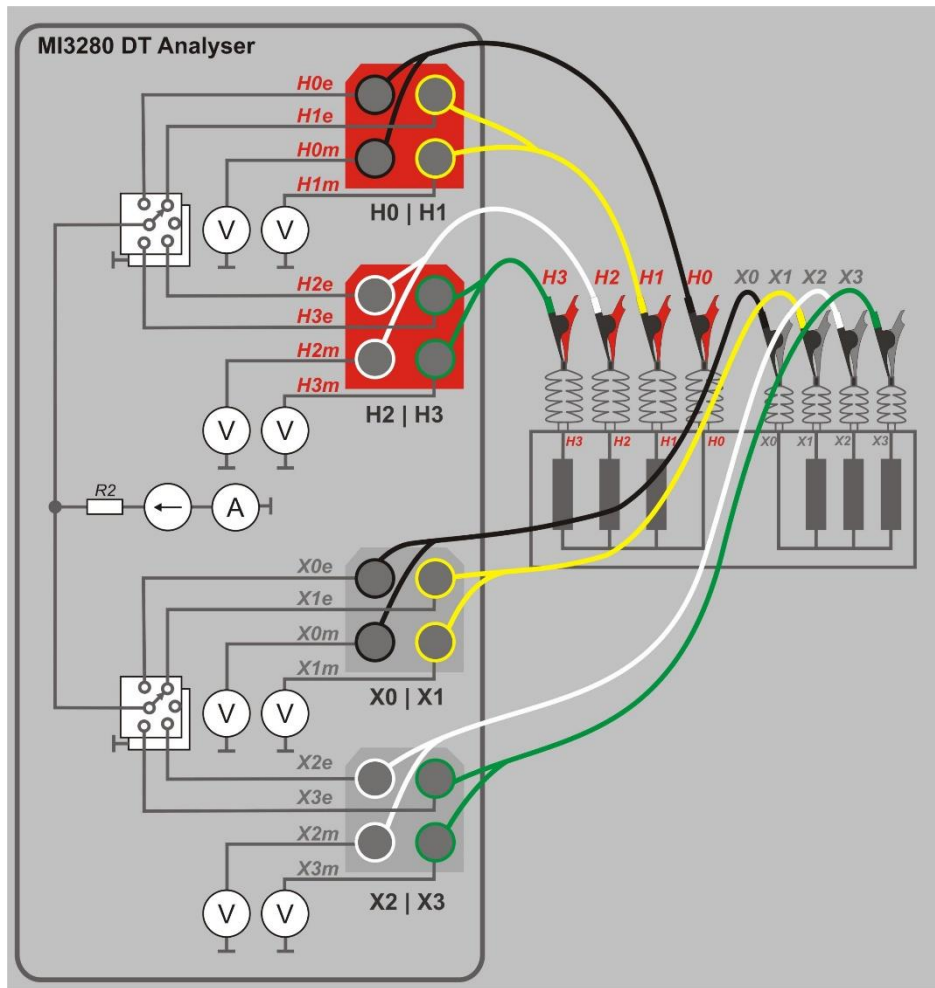 MI3280 DT Analyser
H0e
H1e
H0m
H1m
H0 | H1
V
V
H2e
H3e
H2m
H3m
H2 | H3
V
V
H3
H2
H1
H0
X0
X1
X2
X3
H3
H2
H1
H0
X0
X1
X2
X3
R2
A
X0e
X1e
X0m
X1m
X0 | X1
V
V
X2e
X3e
X2m
X3m
X2 | X3
V
V